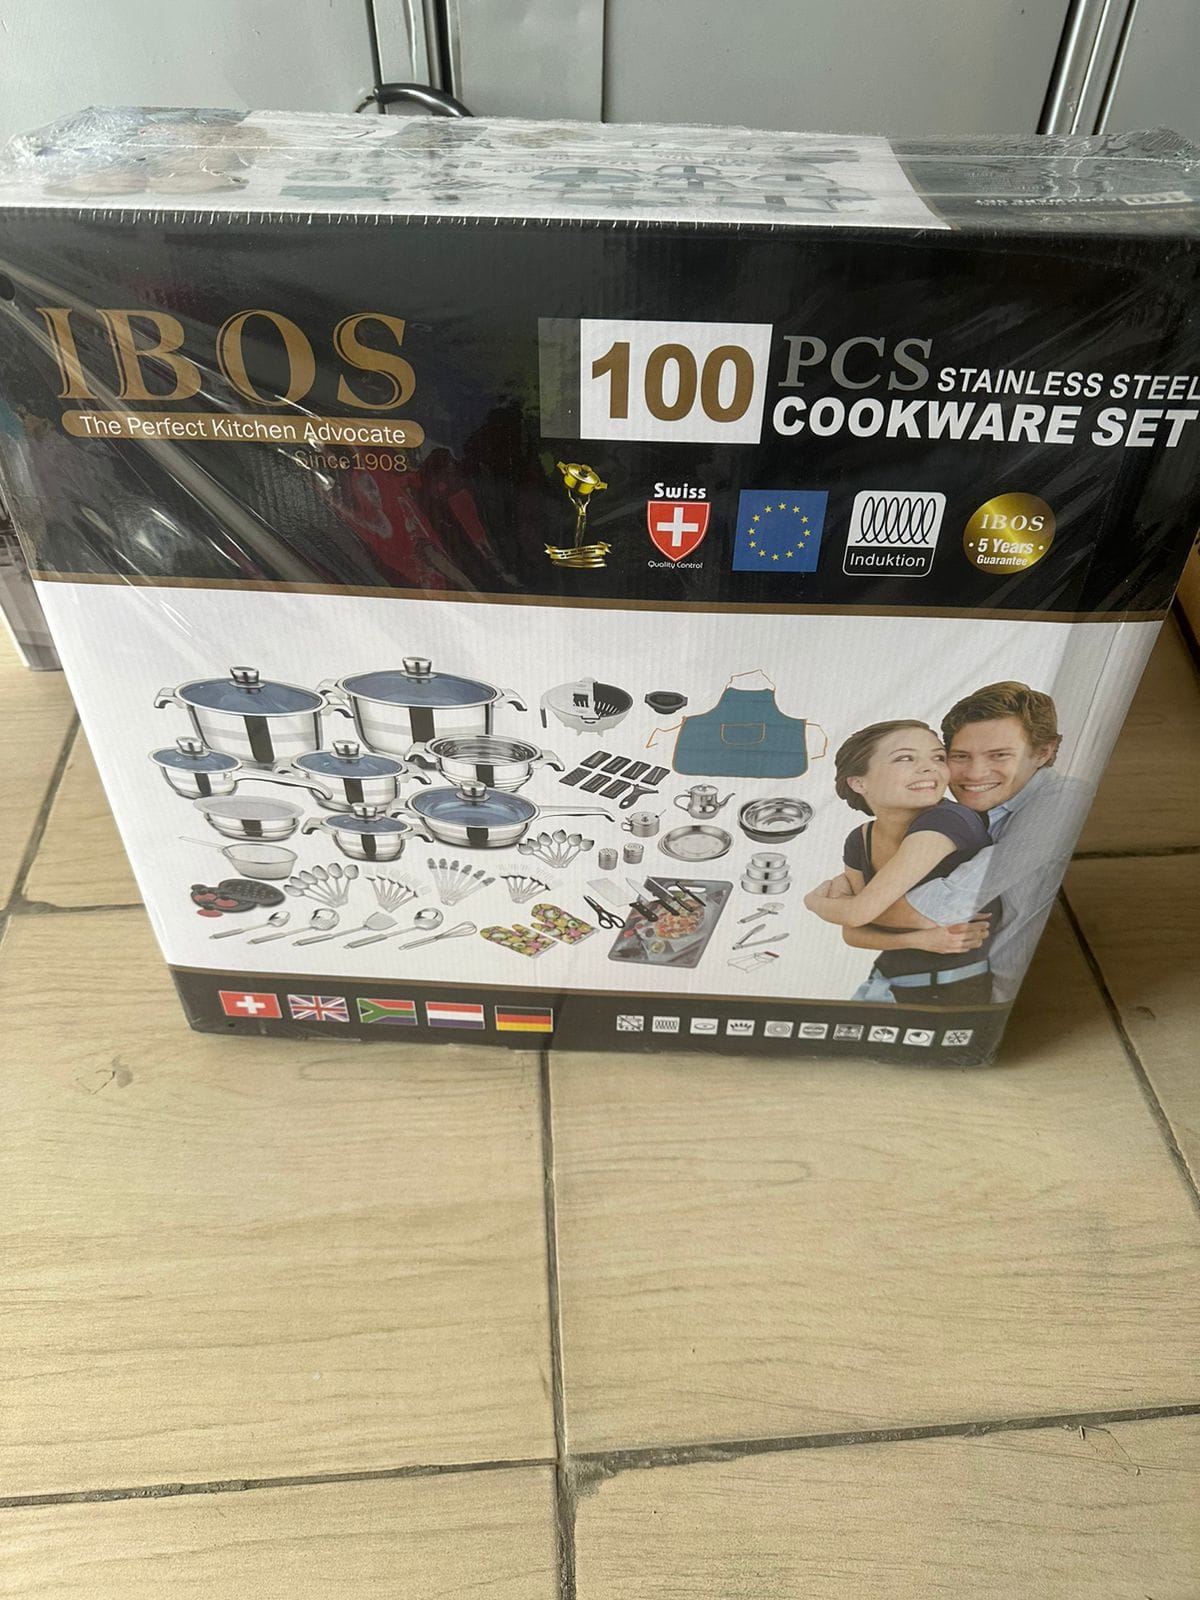 IBOS
The Perfect Kitchen Advocate
Since1908
100 PCS STAINLESS STEEL
COOKWARE SET
Swiss
Quality Control
Induktion
IBOS
5 Years
Guarantee